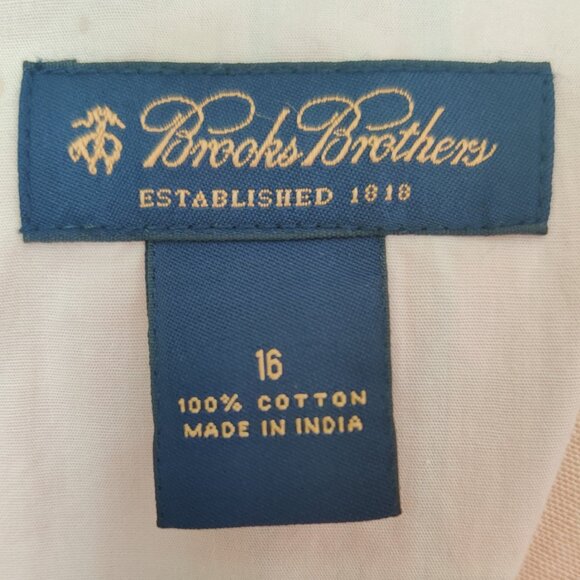 Brooks Brothers
ESTABLISHED 1818
16
100% COTTON
MADE IN INDIA